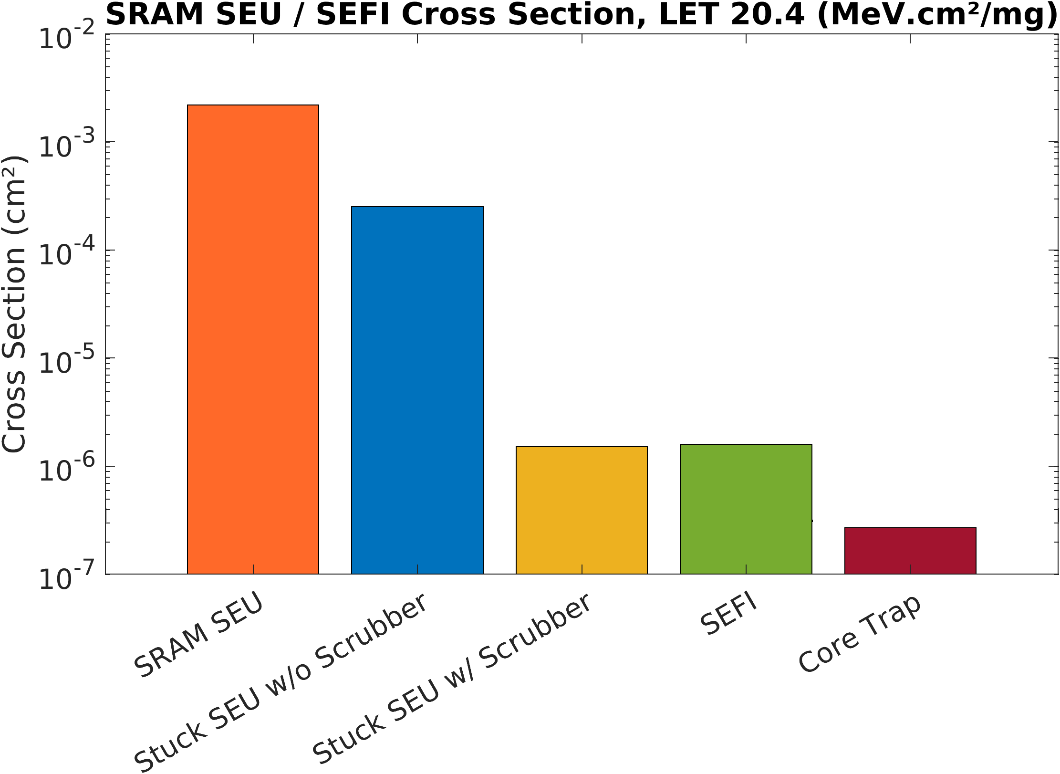 SRAM SEU / SEFI Cross Section, LET 20.4 (MeV.cm²/mg)
10⁻²
10⁻³
10⁻⁴
10⁻⁵
10⁻⁶
10⁻⁷
Cross Section (cm²)
SRAM SEU
Stuck SEU w/o Scrubber
Stuck SEU w/ Scrubber
SEFI
Core Trap